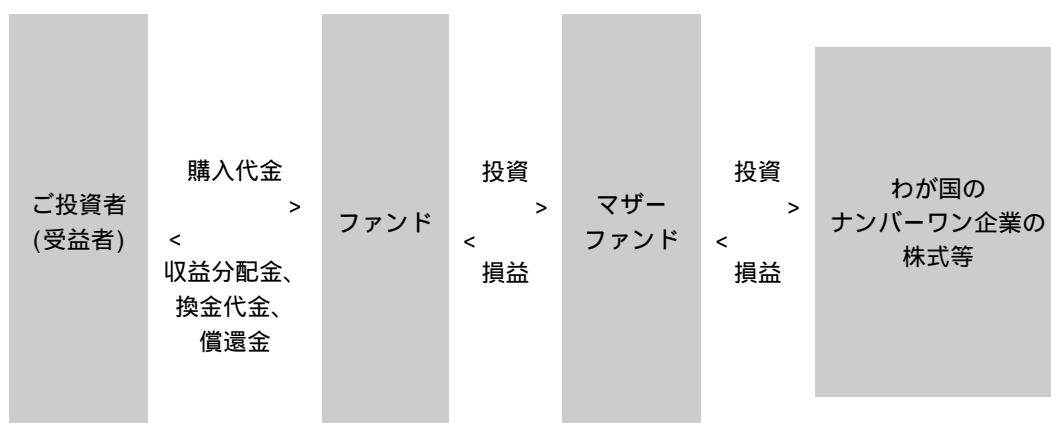 ご投資者
(受益者)
購入代金
>
<
収益分配金、
換金代金、
償還金
ファンド
投資
>
<
損益
マザー
ファンド
投資
>
<
損益
わが国の
ナンバーワン企業の
株式等